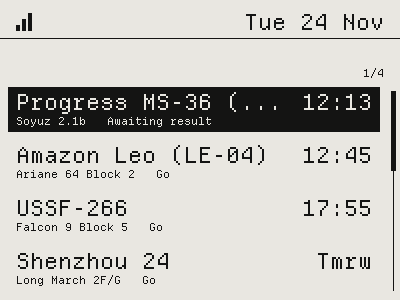 Tue 24 Nov
1/4
Progress MS-36 (... 12:13
Soyuz 2.1b Awaiting result
Amazon Leo (LE-04) 12:45
Ariane 64 Block 2 Go
USSF-266 17:55
Falcon 9 Block 5 Go
Shenzhou 24 Tmrw
Long March 2F/G Go